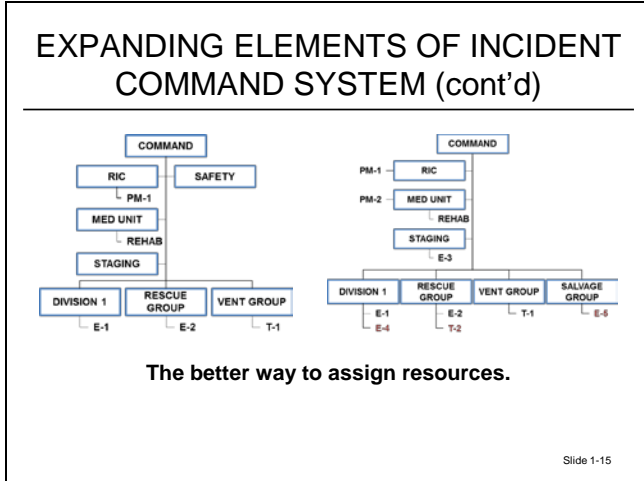 EXPANDING ELEMENTS OF INCIDENT
COMMAND SYSTEM (cont'd)
COMMAND
RIC
SAFETY
PM-1
MED UNIT
REHAB
STAGING
DIVISION 1
RESCUE
GROUP
VENT GROUP
E-1
E-2
T-1
COMMAND
PM-1
RIC
PM-2
MED UNIT
REHAB
STAGING
E-3
DIVISION 1
RESCUE
GROUP
VENT GROUP
SALVAGE
GROUP
E-1
E-2
T-1
E-5
E-4
T-2
The better way to assign resources.
Slide 1-15